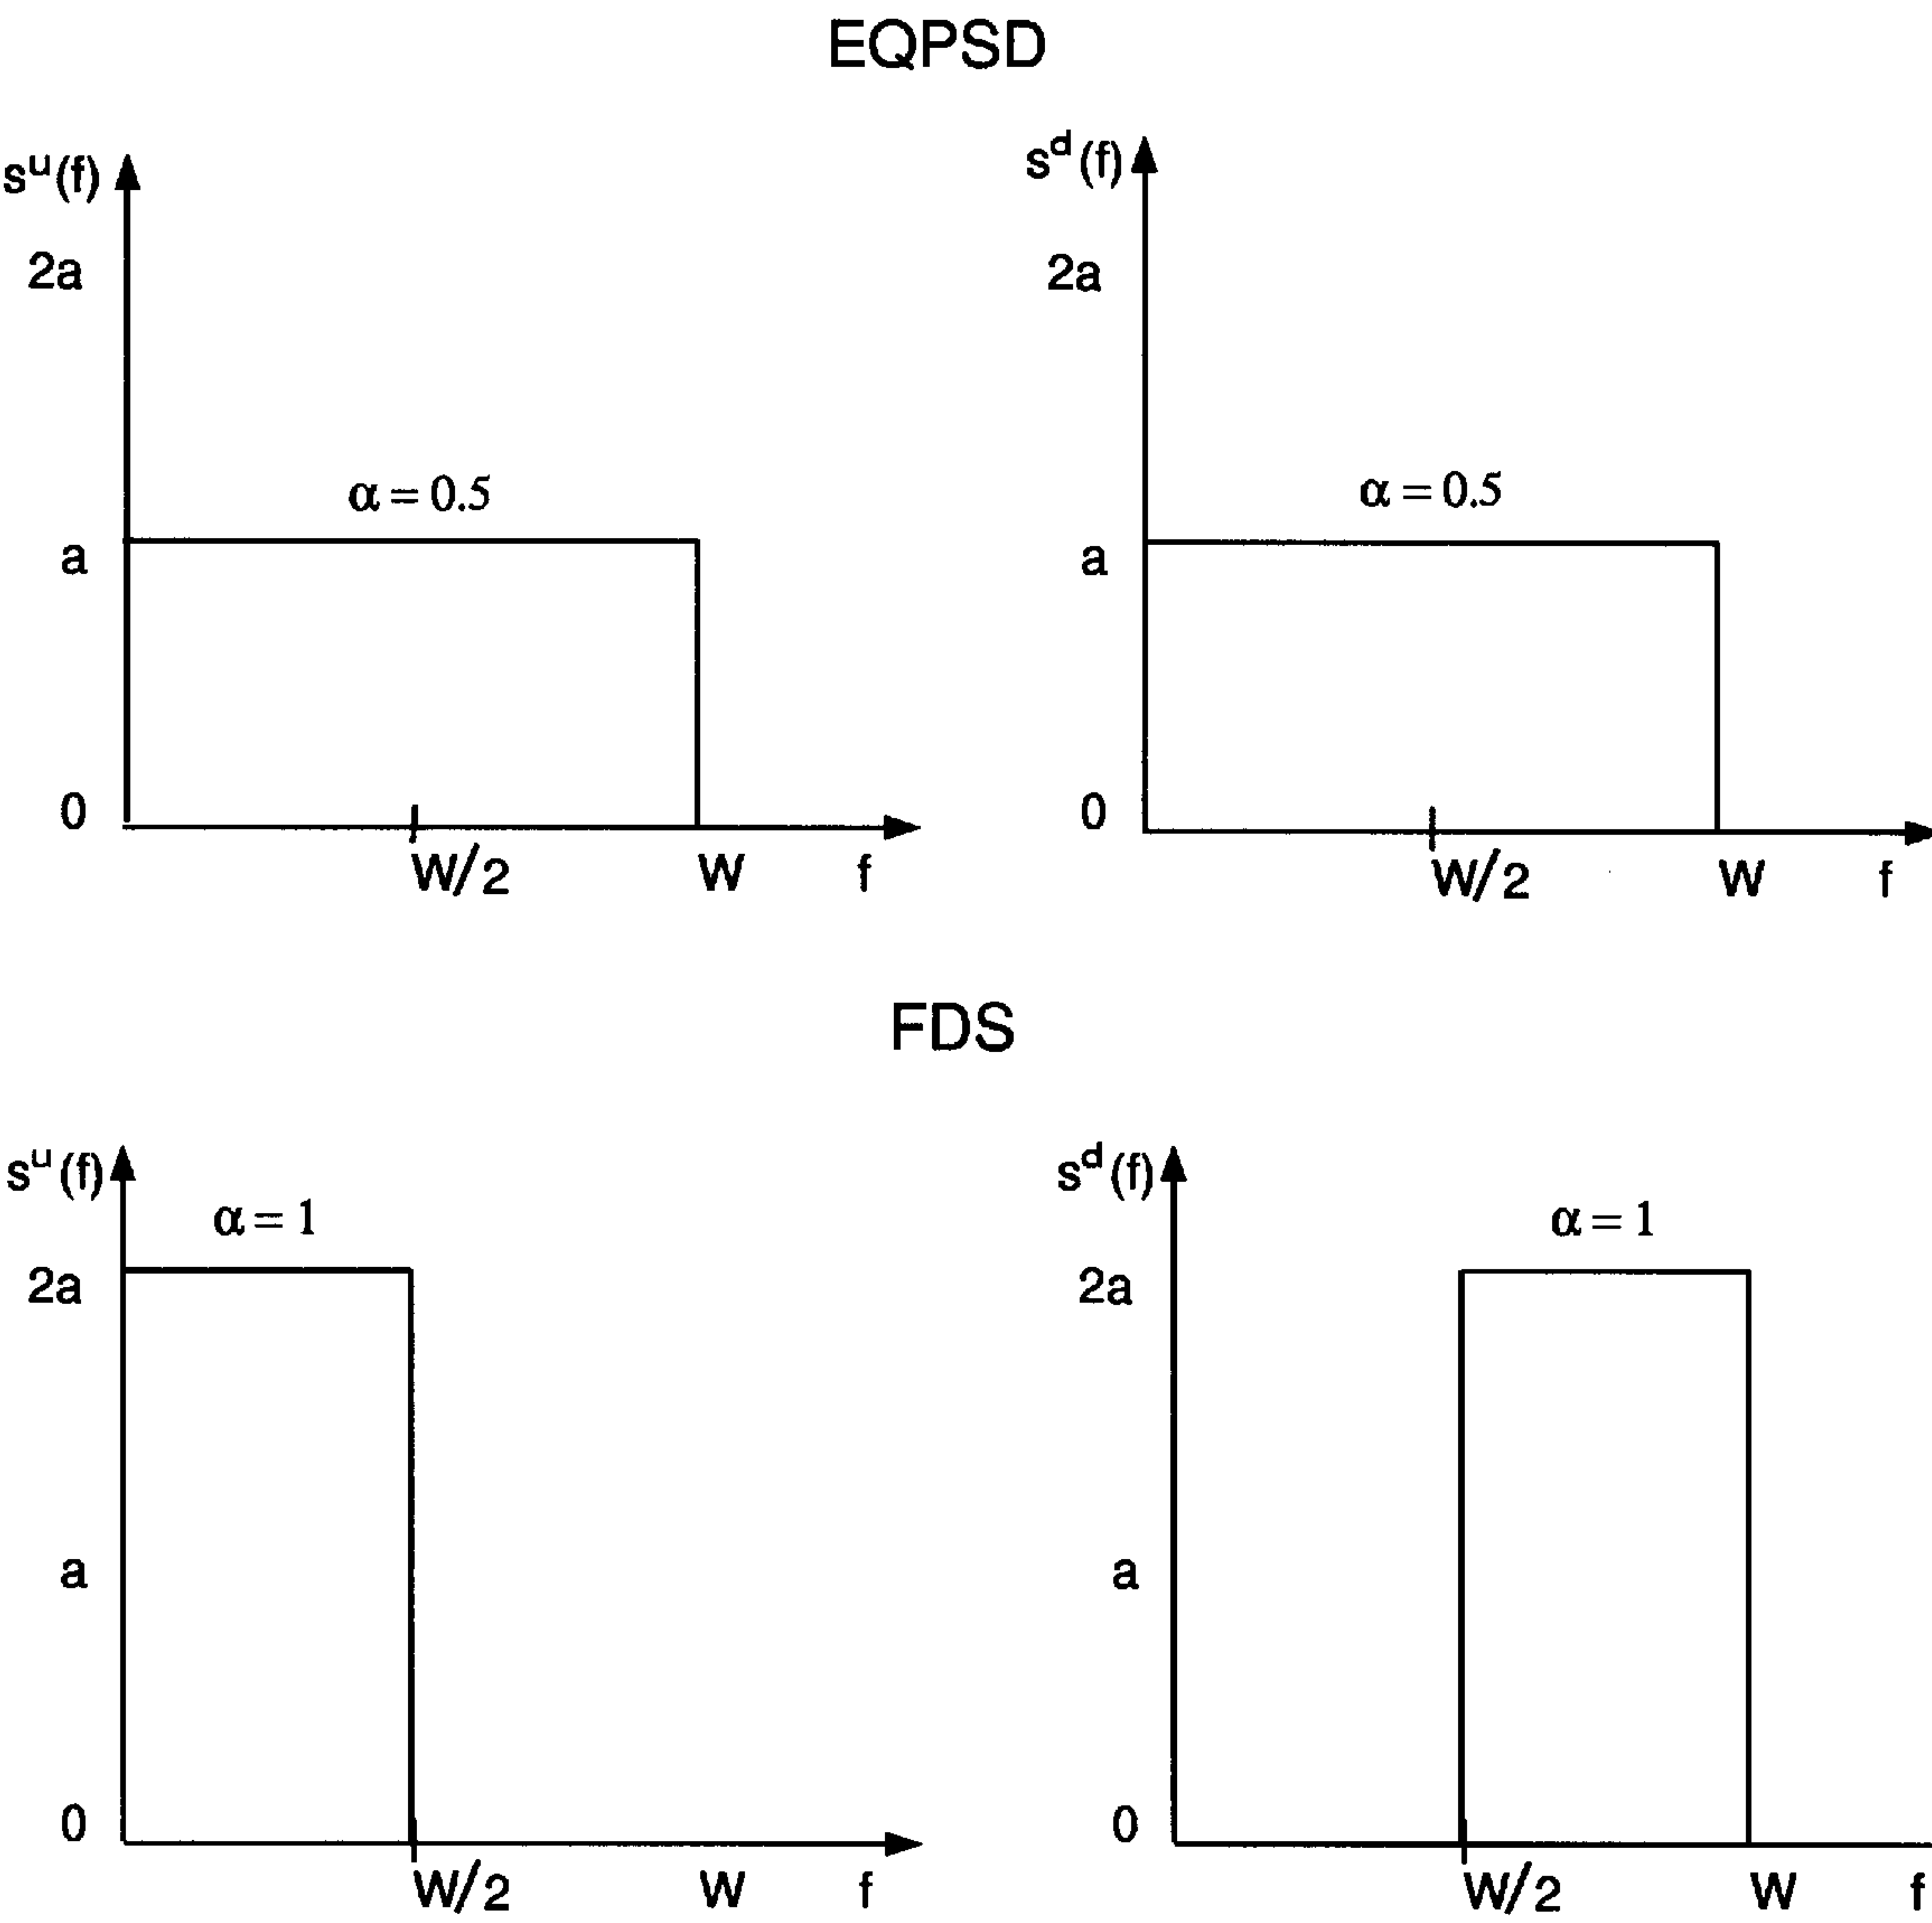 EQPSD
s^u(f)
2a
α = 0.5
a
0
W/2 W f
s^d(f)
2a
α = 0.5
a
0
W/2 W f
FDS
s^u(f)
α = 1
2a
a
0
W/2 W f
s^d(f)
α = 1
2a
a
0
W/2 W f